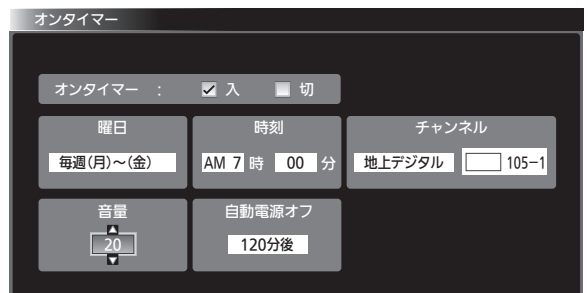 オンタイマー
オンタイマー : 入 切
曜日 時刻 チャンネル
毎週(月)～(金) AM 7 時 00 分 地上デジタル 105-1
音量 自動電源オフ
20 120分後